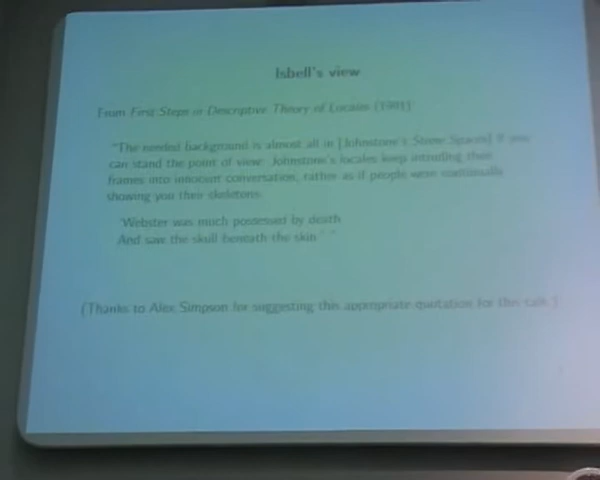 Isbell's view
From First Steps in Descriptive Theory of Locales (1991):
"The needed background is almost all in [Johnstone's Stone Spaces] if you
can stand the point of view. Johnstone's locales keep intruding their
frames into innocent conversation, rather as if people were continually
showing you their skeletons.
'Webster was much possessed by death
And saw the skull beneath the skin.' "
(Thanks to Alex Simpson for suggesting this appropriate quotation for this talk.)